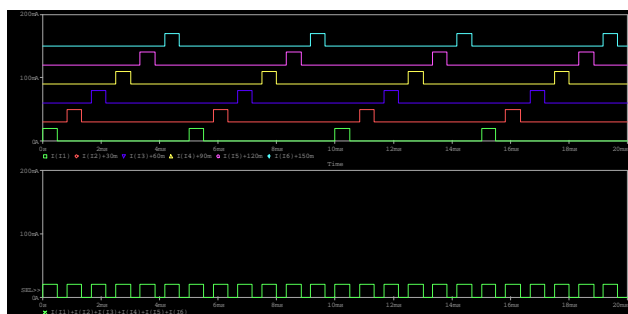 200mA
100mA
0A
0s 2ms 4ms 6ms 8ms 10ms 12ms 14ms 16ms 18ms 20ms
I(I1) I(I2)+30m I(I3)+60m I(I4)+90m I(I5)+120m I(I6)+150m
Time
200mA
100mA
SEL>>
0A
0s 2ms 4ms 6ms 8ms 10ms 12ms 14ms 16ms 18ms 20ms
I(I1)+I(I2)+I(I3)+I(I4)+I(I5)+I(I6)